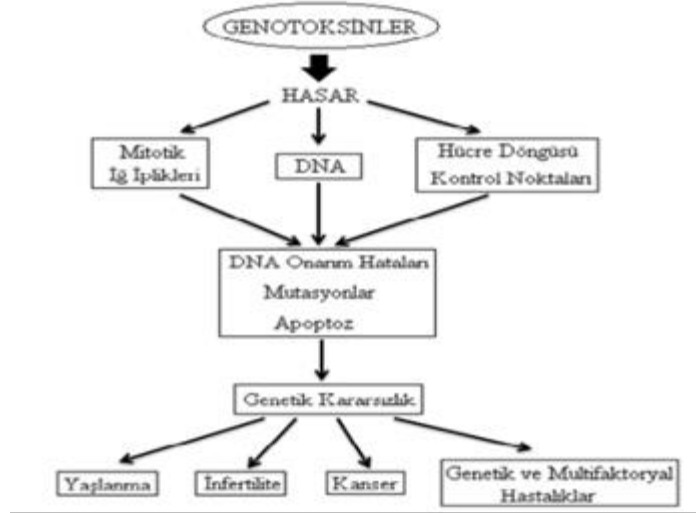 GENOTOKSİNLER
HASAR
Mitotik
İğ İplikleri
DNA
Hücre Döngüsü
Kontrol Noktaları
DNA Onarım Hataları
Mutasyonlar
Apoptoz
Genetik Kararsızlık
Yaşlanma
İnfertilite
Kanser
Genetik ve Multifaktoryal
Hastalıklar